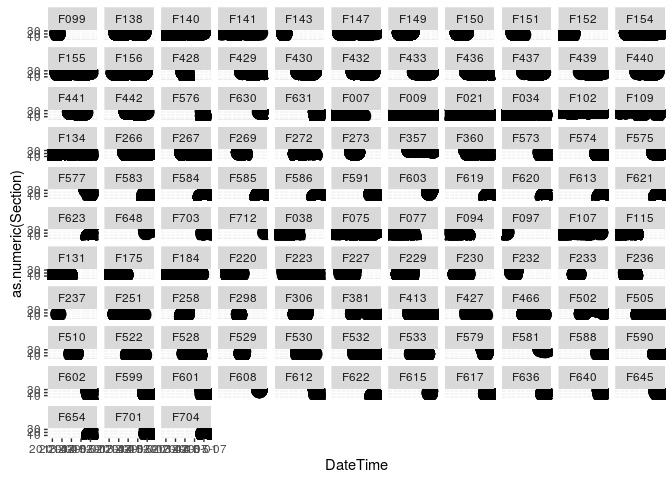 F099 F138 F140 F141 F143 F147 F149 F150 F151 F152 F154
F155 F156 F428 F429 F430 F432 F433 F436 F437 F439 F440
F441 F442 F576 F630 F631 F007 F009 F021 F034 F102 F109
F134 F266 F267 F269 F272 F273 F357 F360 F573 F574 F575
F577 F583 F584 F585 F586 F591 F603 F619 F620 F613 F621
F623 F648 F703 F712 F038 F075 F077 F094 F097 F107 F115
F131 F175 F184 F220 F223 F227 F229 F230 F232 F233 F236
F237 F251 F258 F298 F306 F381 F413 F427 F466 F502 F505
F510 F522 F528 F529 F530 F532 F533 F579 F581 F588 F590
F602 F599 F601 F608 F612 F622 F615 F617 F636 F640 F645
F654 F701 F704
as.numeric(Section)
DateTime